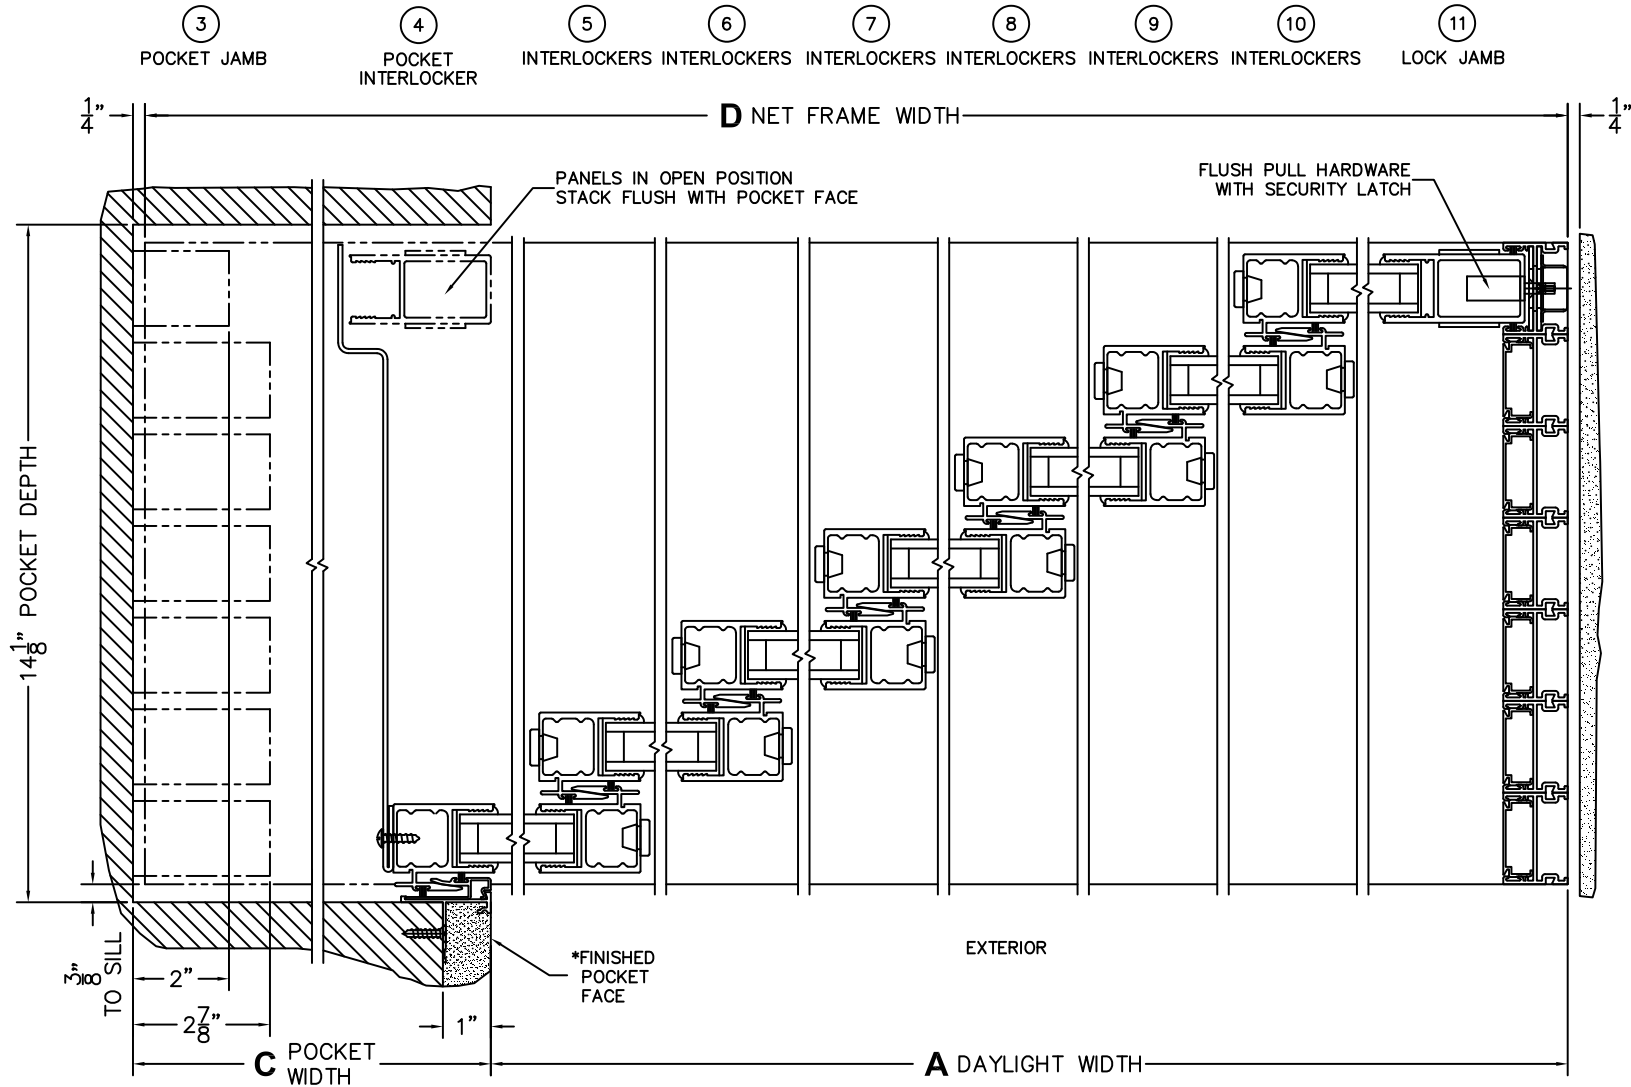 3
POCKET JAMB
4
POCKET
INTERLOCKER
5
INTERLOCKERS
6
INTERLOCKERS
7
INTERLOCKERS
8
INTERLOCKERS
9
INTERLOCKERS
10
INTERLOCKERS
11
LOCK JAMB
1/4"
D NET FRAME WIDTH
1/4"
PANELS IN OPEN POSITION
STACK FLUSH WITH POCKET FACE
FLUSH PULL HARDWARE
WITH SECURITY LATCH
14 1/8" POCKET DEPTH
3/8"
TO SILL
2"
2 7/8"
1"
*FINISHED
POCKET
FACE
EXTERIOR
C POCKET
WIDTH
A DAYLIGHT WIDTH